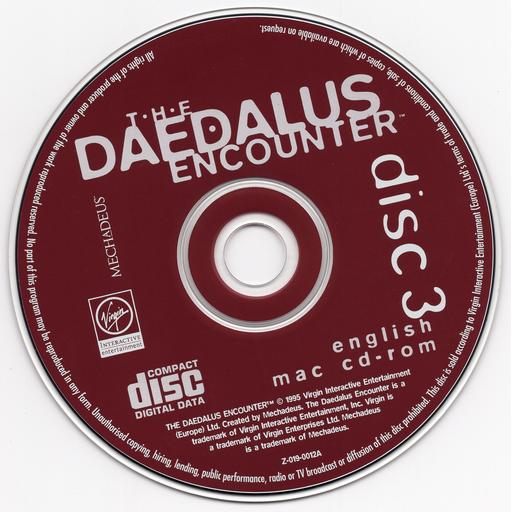 T·H·E
DAEDALUS
ENCOUNTER™
disc 3
MECHADEUS
Virgin
INTERACTIVE
entertainment
english
mac cd-rom
COMPACT
disc
DIGITAL DATA
THE DAEDALUS ENCOUNTER™ © 1995 Virgin Interactive Entertainment
(Europe) Ltd. Created by Mechadeus. The Daedalus Encounter is a
trademark of Virgin Interactive Entertainment, Inc. Virgin is
a trademark of Virgin Enterprises Ltd. Mechadeus
is a trademark of Mechadeus.
Z-019-0012A
All rights of the producer and owner of the work reproduced reserved. No part of this program may be reproduced in any form. Unauthorised copying, hiring, lending, public performance, radio or TV broadcast or diffusion of this disc prohibited. This disc is sold according to Virgin Interactive Entertainment (Europe) Ltd.'s terms of trade and conditions of sale, copies of which are available on request.